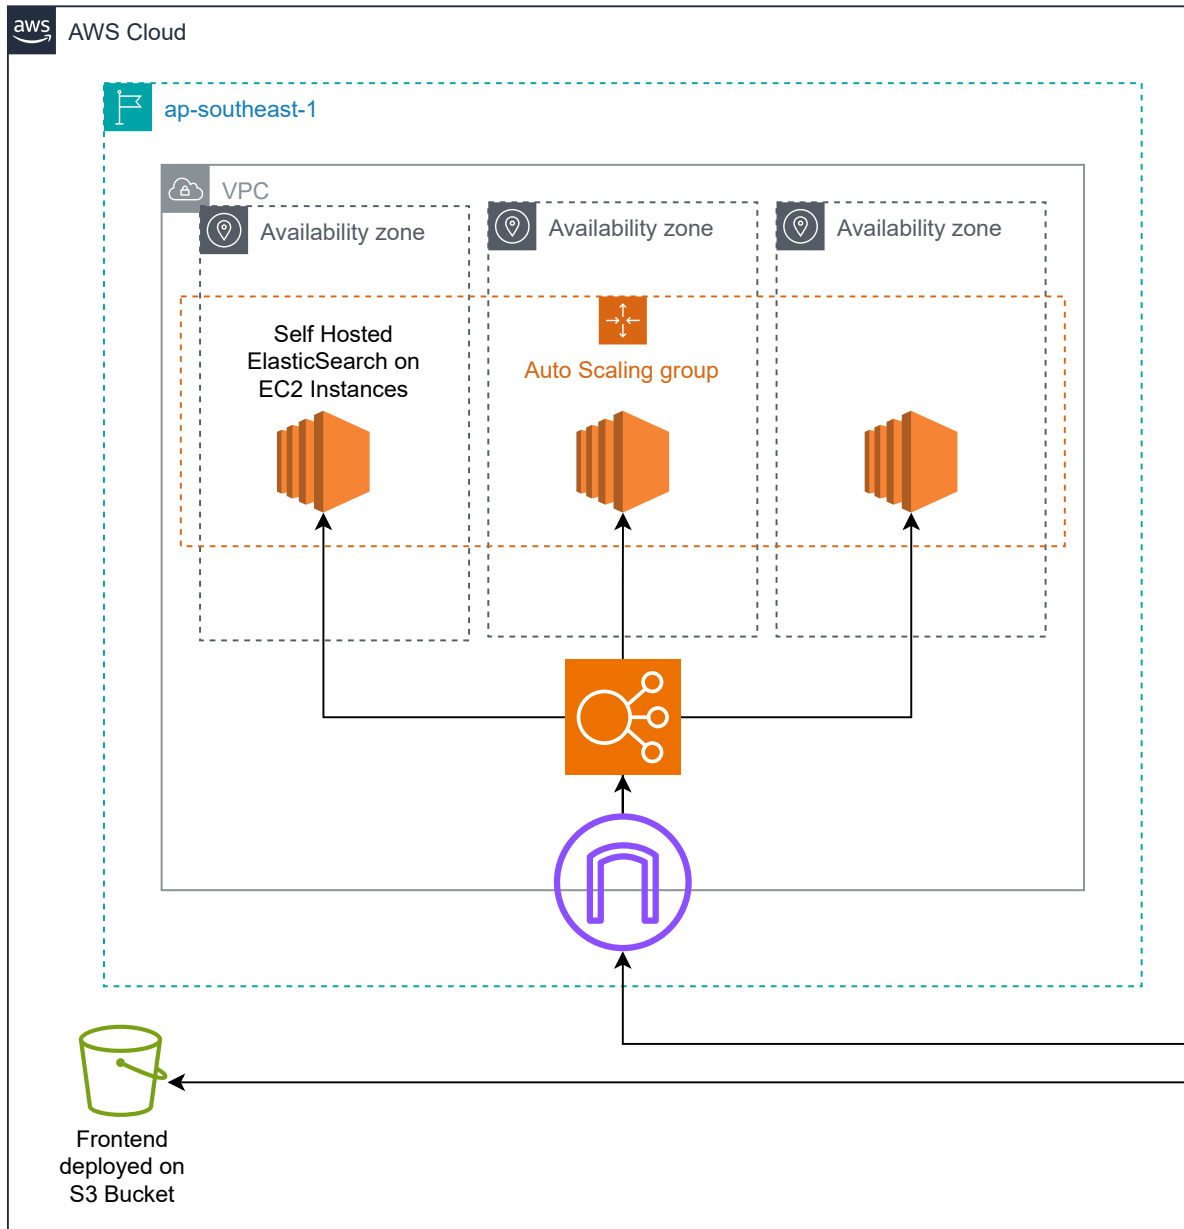 aws
AWS Cloud
ap-southeast-1
VPC
Availability zone
Availability zone
Availability zone
Self Hosted
ElasticSearch on
EC2 Instances
Auto Scaling group
Frontend
deployed on
S3 Bucket